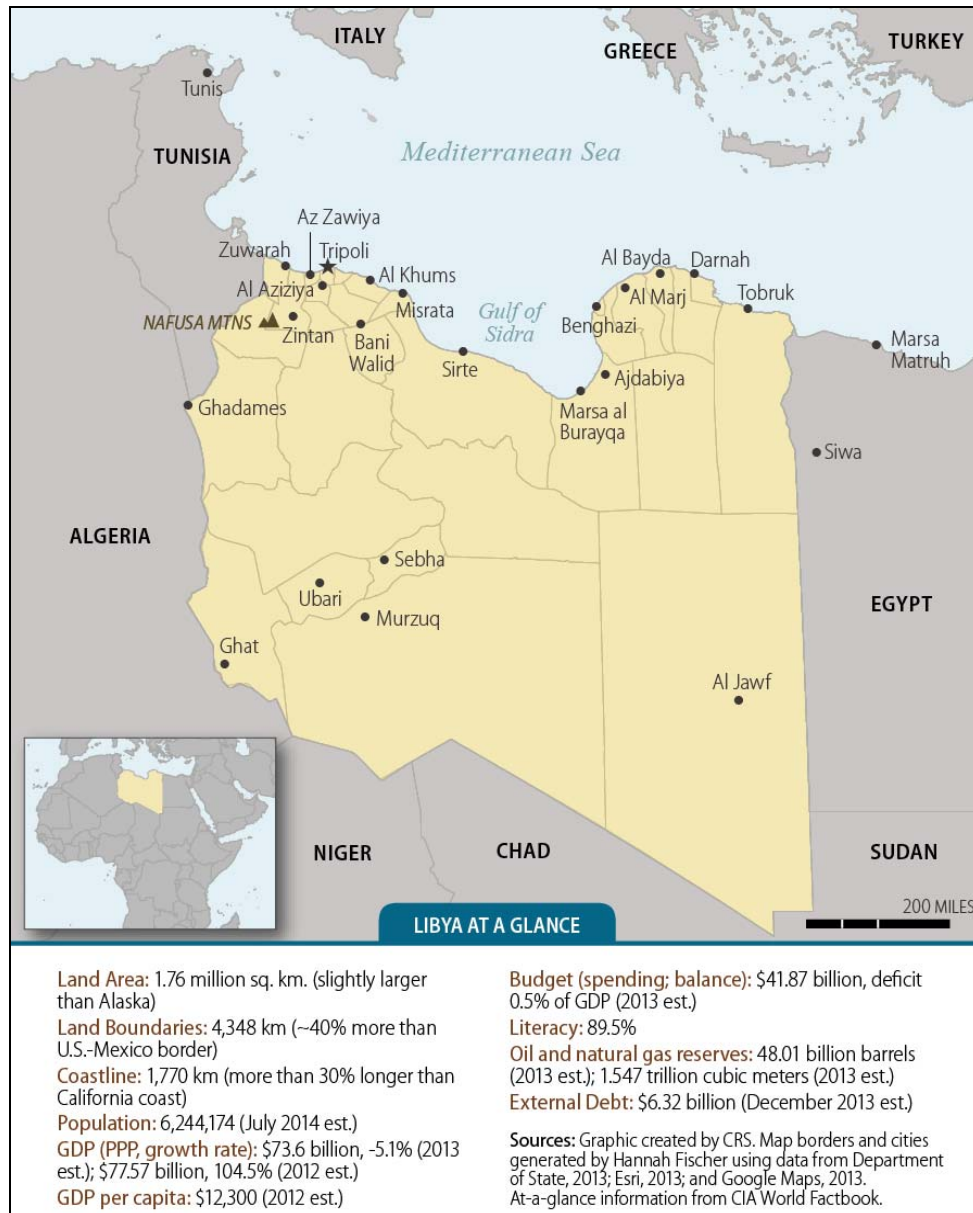 ITALY
GREECE
TURKEY
Tunis
TUNISIA
Mediterranean Sea
Az Zawiya
Zuwarah
Tripoli
Al Aziziya
Al Khums
Misrata
NAFUSA MTNS
Zintan
Bani
Walid
Gulf of
Sidra
Sirte
Al Bayda
Darnah
Al Marj
Benghazi
Tobruk
Marsa
Matruh
Ghadames
Ajdabiya
Marsa al
Burayqa
Siwa
ALGERIA
Sebha
Ubari
Murzuq
EGYPT
Ghat
Al Jawf
NIGER
CHAD
SUDAN
200 MILES
LIBYA AT A GLANCE
Land Area: 1.76 million sq. km. (slightly larger
than Alaska)
Land Boundaries: 4,348 km (~40% more than
U.S.-Mexico border)
Coastline: 1,770 km (more than 30% longer than
California coast)
Population: 6,244,174 (July 2014 est.)
GDP (PPP, growth rate): $73.6 billion, -5.1% (2013
est.); $77.57 billion, 104.5% (2012 est.)
GDP per capita: $12,300 (2012 est.)
Budget (spending; balance): $41.87 billion, deficit
0.5% of GDP (2013 est.)
Literacy: 89.5%
Oil and natural gas reserves: 48.01 billion barrels
(2013 est.); 1.547 trillion cubic meters (2013 est.)
External Debt: $6.32 billion (December 2013 est.)
Sources: Graphic created by CRS. Map borders and cities
generated by Hannah Fischer using data from Department
of State, 2013; Esri, 2013; and Google Maps, 2013.
At-a-glance information from CIA World Factbook.